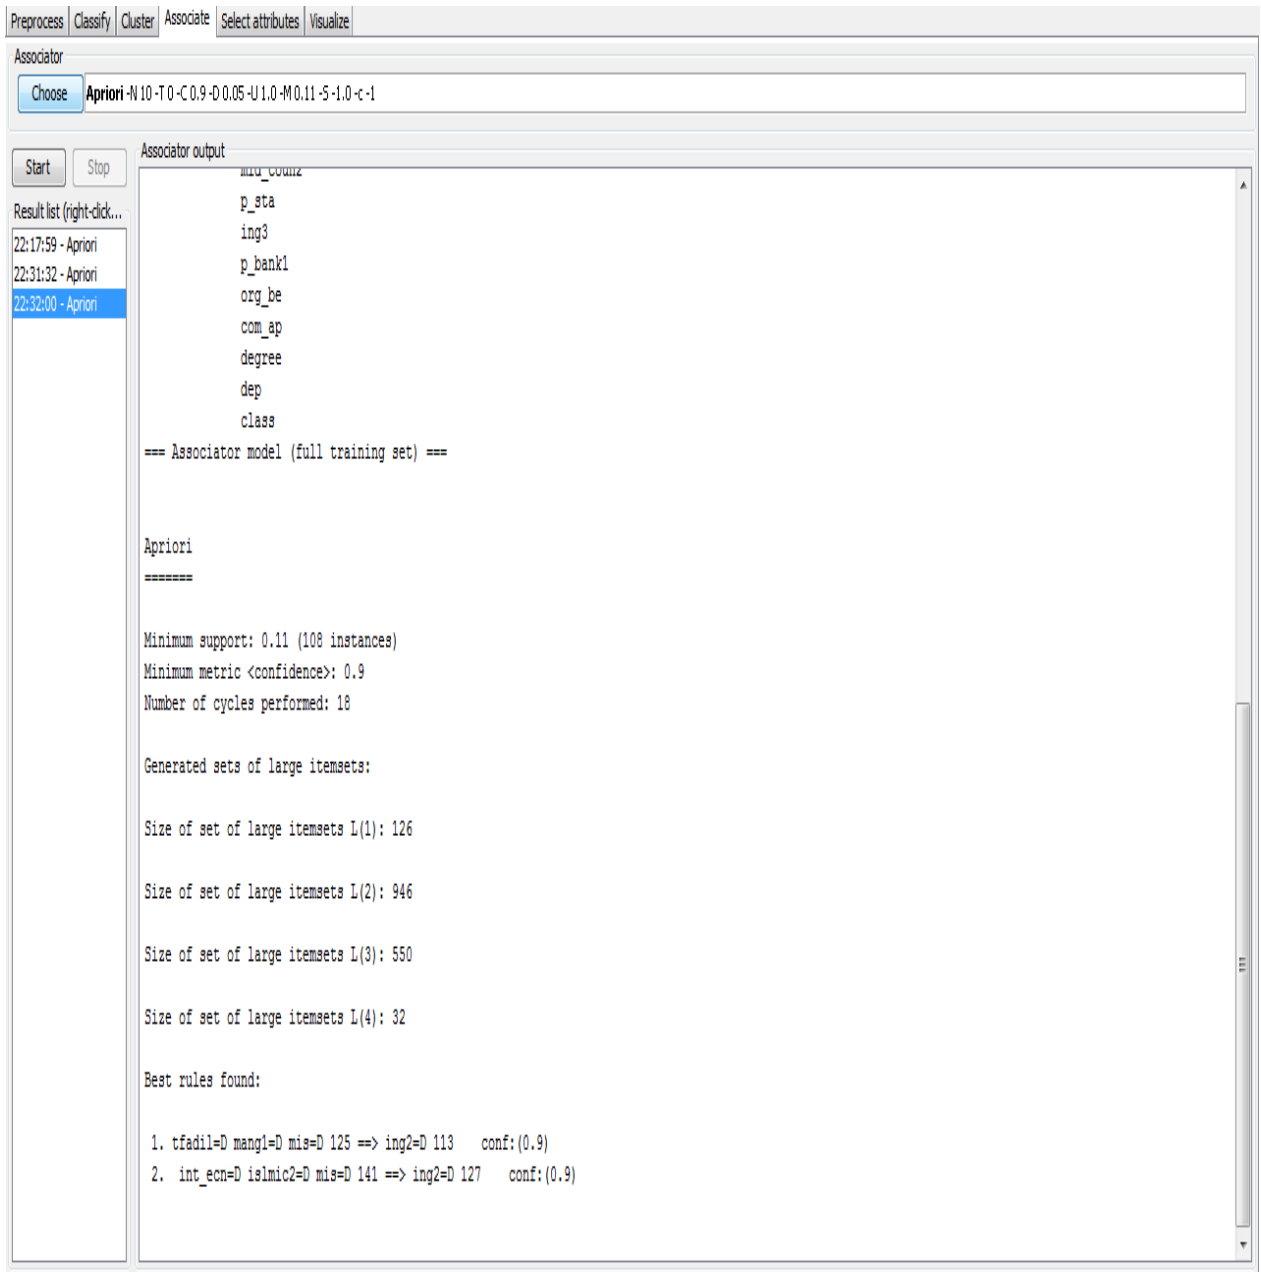 Preprocess Classify Cluster Associate Select attributes Visualize
Associator
Choose Apriori -N 10 -T 0 -C 0.9 -D 0.05 -U 1.0 -M 0.11 -S -1.0 -c -1
Start Stop
Associator output
Result list (right-click...
22:17:59 - Apriori
22:31:32 - Apriori
22:32:00 - Apriori
mid_coun2
p_sta
ing3
p_bank1
org_be
com_ap
degree
dep
class
=== Associator model (full training set) ===
Apriori
=======
Minimum support: 0.11 (108 instances)
Minimum metric <confidence>: 0.9
Number of cycles performed: 18
Generated sets of large itemsets:
Size of set of large itemsets L(1): 126
Size of set of large itemsets L(2): 946
Size of set of large itemsets L(3): 550
Size of set of large itemsets L(4): 32
Best rules found:
1. tfadil=D mang1=D mis=D 125 ==> ing2=D 113 conf:(0.9)
2. int_ecn=D islmic2=D mis=D 141 ==> ing2=D 127 conf:(0.9)